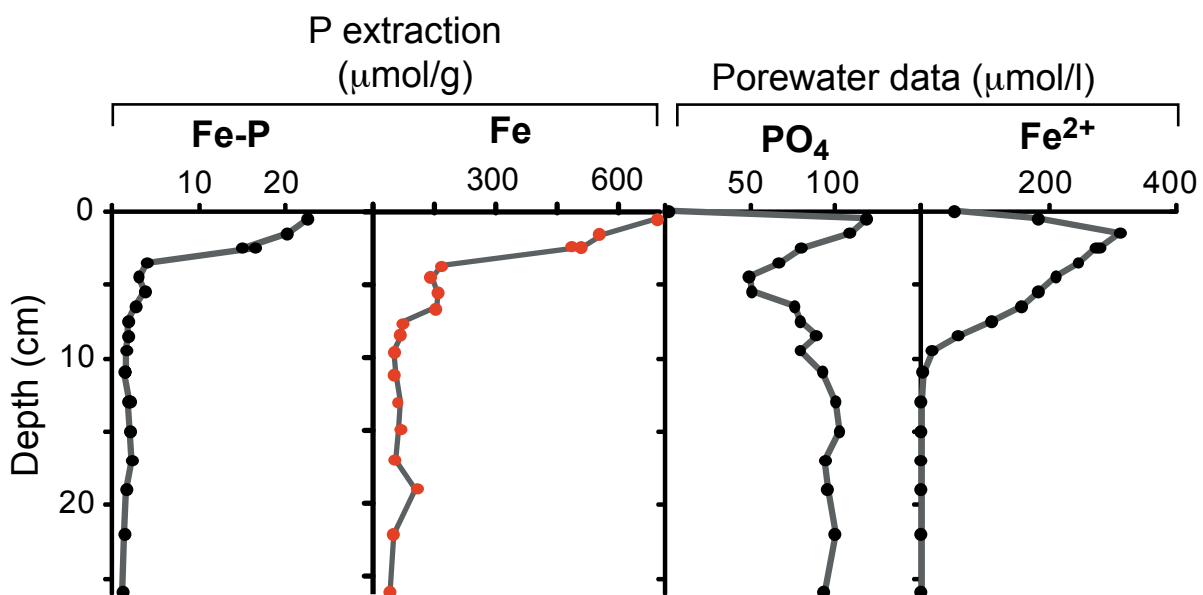 P extraction
(μmol/g)
Porewater data (μmol/l)
Fe-P
Fe
PO₄
Fe²⁺
10 20
300 600
50 100
200 400
0
10
20
Depth (cm)